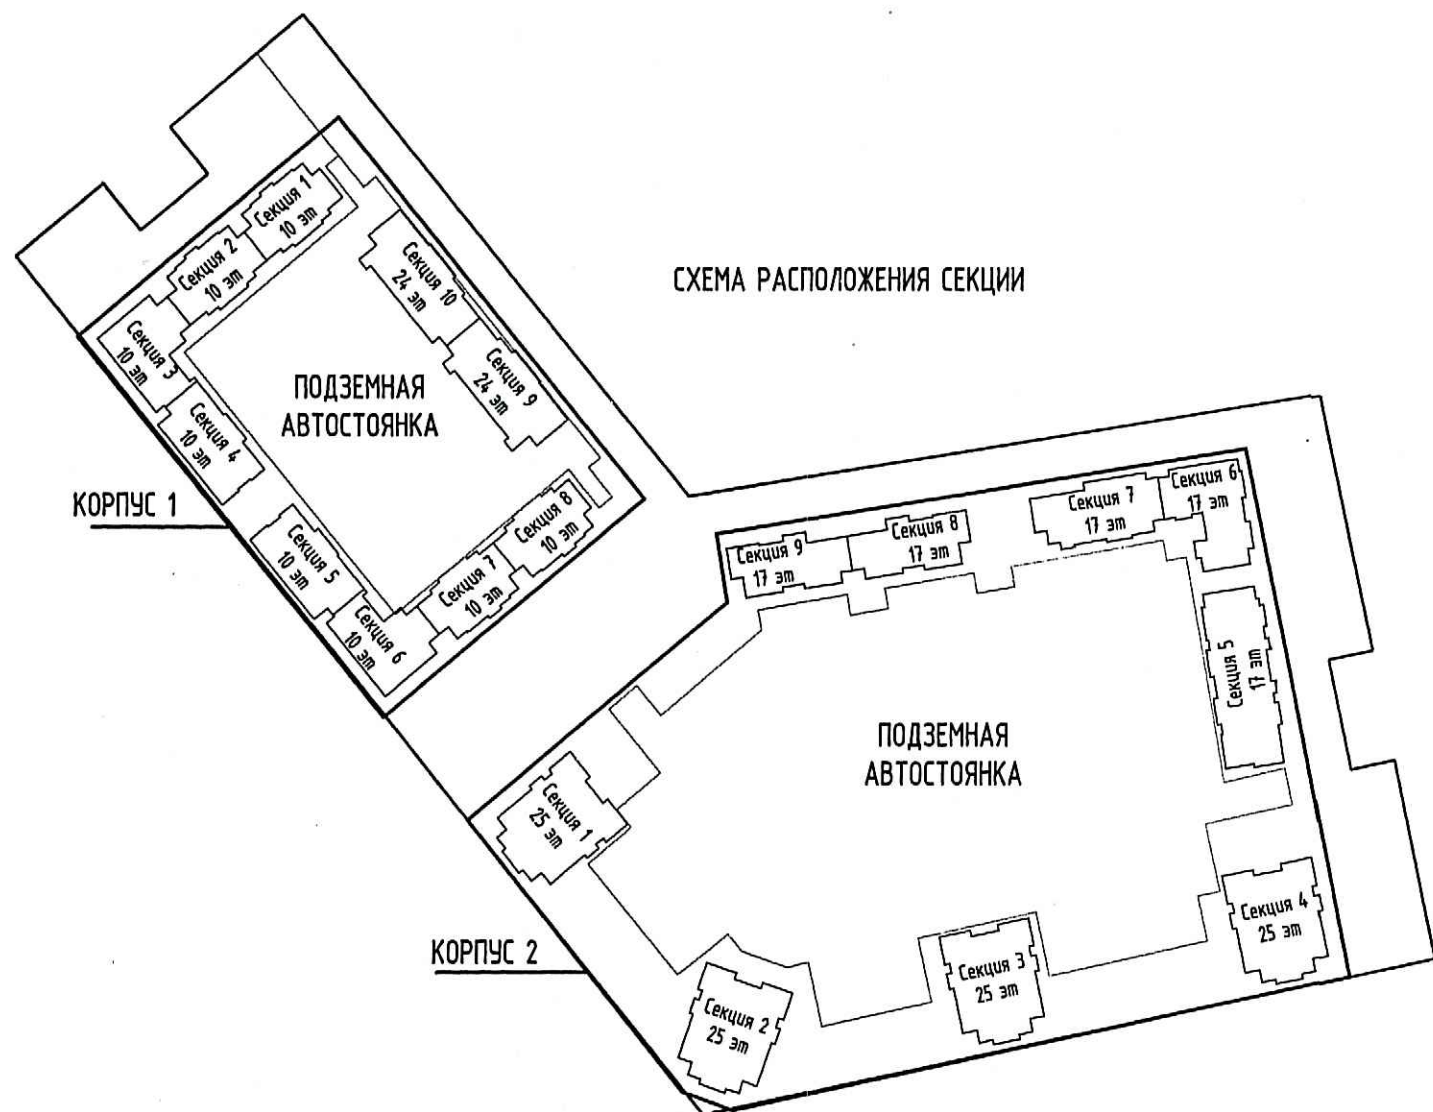 СХЕМА РАСПОЛОЖЕНИЯ СЕКЦИИ
Секция 1
10 эт
Секция 2
10 эт
Секция 3
10 эт
Секция 4
10 эт
Секция 5
10 эт
Секция 6
10 эт
Секция 7
10 эт
Секция 8
10 эт
Секция 9
24 эт
Секция 10
24 эт
ПОДЗЕМНАЯ
АВТОСТОЯНКА
КОРПУС 1
Секция 9
17 эт
Секция 8
17 эт
Секция 7
17 эт
Секция 6
17 эт
Секция 5
17 эт
ПОДЗЕМНАЯ
АВТОСТОЯНКА
Секция 1
25 эт
Секция 2
25 эт
Секция 3
25 эт
Секция 4
25 эт
КОРПУС 2